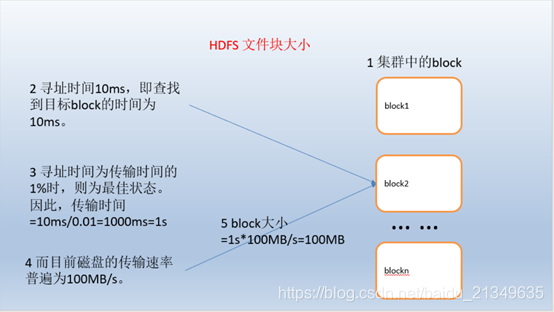 HDFS 文件块大小
1 集群中的block
2 寻址时间10ms，即查找
到目标block的时间为
10ms。
block1
3 寻址时间为传输时间的
1%时，则为最佳状态。
因此，传输时间
=10ms/0.01=1000ms=1s
block2
5 block大小
=1s*100MB/s=100MB
… …
4 而目前磁盘的传输速率
普遍为100MB/s。
blockn
https://blog.csdn.net/baidu_21349635